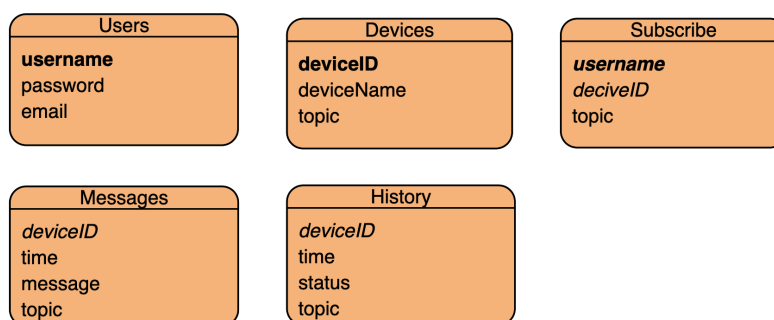 Users
username
password
email
Devices
deviceID
deviceName
topic
Subscribe
username
deciveID
topic
Messages
deviceID
time
message
topic
History
deviceID
time
status
topic